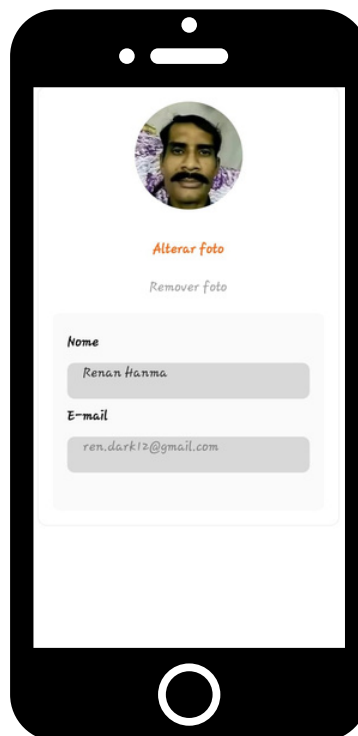 Alterar foto
Remover foto
Nome
Renan Hanma
E-mail
ren.dark12@gmail.com